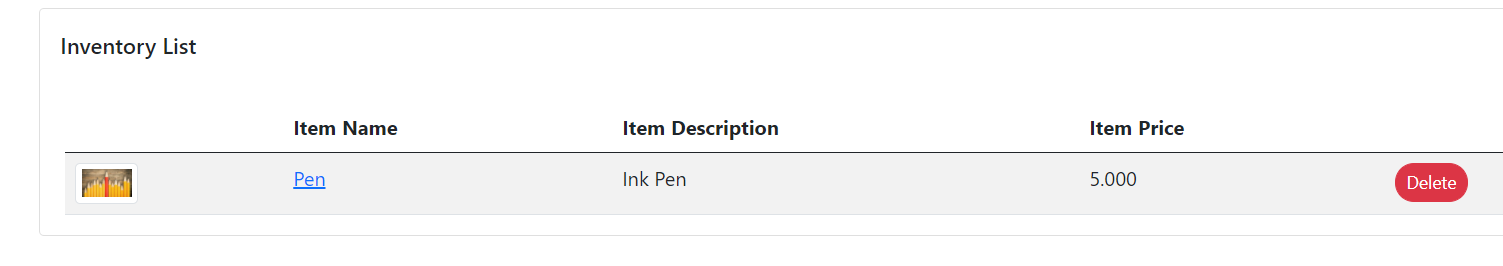 Inventory List
Item Name Item Description Item Price
Pen Ink Pen 5.000 Delete